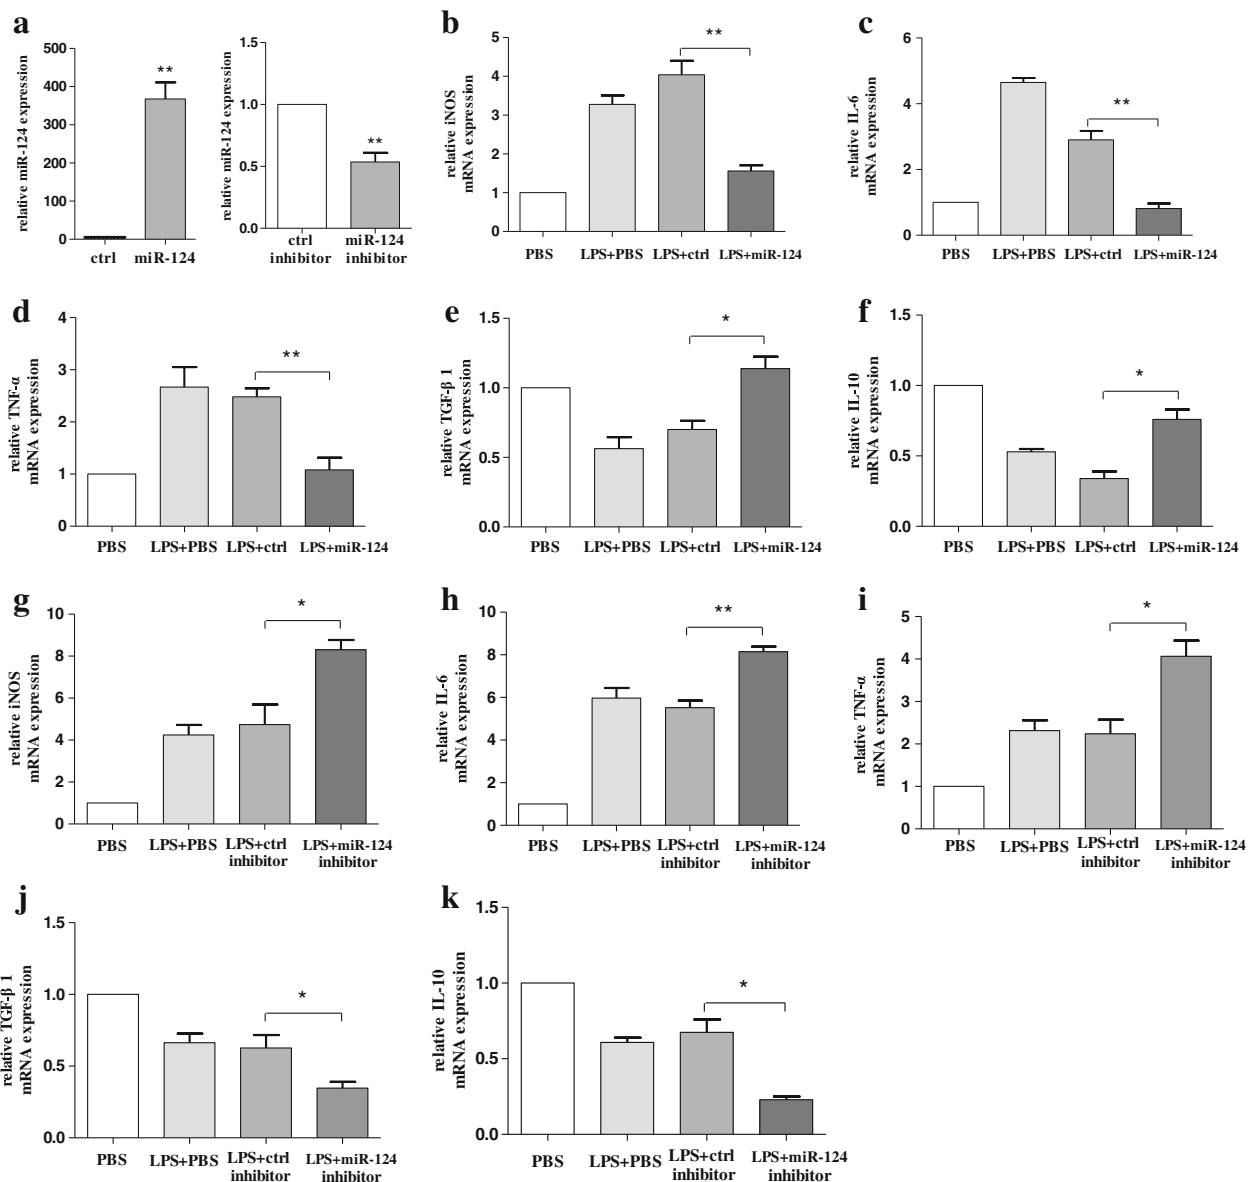 a
relative miR-124 expression
500
400
300
200
100
0
**
ctrl
miR-124
relative miR-124 expression
1.5
1.0
0.5
0.0
**
ctrl
inhibitor
miR-124
inhibitor
b
relative iNOS
mRNA expression
5
4
3
2
1
0
**
PBS
LPS+PBS
LPS+ctrl
LPS+miR-124
c
relative IL-6
mRNA expression
6
4
2
0
**
PBS
LPS+PBS
LPS+ctrl
LPS+miR-124
d
relative TNF-α
mRNA expression
4
3
2
1
0
**
PBS
LPS+PBS
LPS+ctrl
LPS+miR-124
e
relative TGF-β 1
mRNA expression
1.5
1.0
0.5
0.0
*
PBS
LPS+PBS
LPS+ctrl
LPS+miR-124
f
relative IL-10
mRNA expression
1.5
1.0
0.5
0.0
*
PBS
LPS+PBS
LPS+ctrl
LPS+miR-124
g
relative iNOS
mRNA expression
10
8
6
4
2
0
*
PBS
LPS+PBS
LPS+ctrl
inhibitor
LPS+miR-124
inhibitor
h
relative IL-6
mRNA expression
10
8
6
4
2
0
**
PBS
LPS+PBS
LPS+ctrl
inhibitor
LPS+miR-124
inhibitor
i
relative TNF-α
mRNA expression
5
4
3
2
1
0
*
PBS
LPS+PBS
LPS+ctrl
inhibitor
LPS+miR-124
inhibitor
j
relative TGF-β 1
mRNA expression
1.5
1.0
0.5
0.0
*
PBS
LPS+PBS
LPS+ctrl
inhibitor
LPS+miR-124
inhibitor
k
relative IL-10
mRNA expression
1.5
1.0
0.5
0.0
*
PBS
LPS+PBS
LPS+ctrl
inhibitor
LPS+miR-124
inhibitor